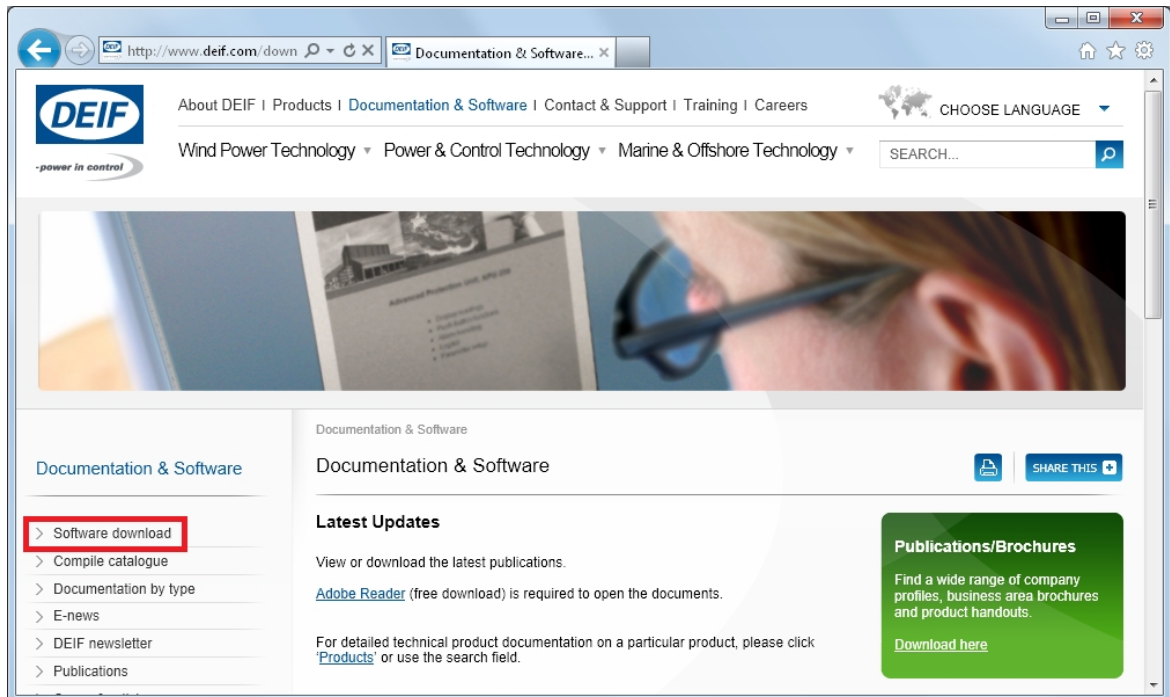 http://www.deif.com/down
Documentation & Software...
DEIF
-power in control
About DEIF | Products | Documentation & Software | Contact & Support | Training | Careers
CHOOSE LANGUAGE
Wind Power Technology
Power & Control Technology
Marine & Offshore Technology
SEARCH...
Advanced Protection Unit, APU 200
Documentation & Software
Documentation & Software
Documentation & Software
SHARE THIS
Software download
Compile catalogue
Documentation by type
E-news
DEIF newsletter
Publications
Latest Updates
View or download the latest publications.
Adobe Reader (free download) is required to open the documents.
For detailed technical product documentation on a particular product, please click
'Products' or use the search field.
Publications/Brochures
Find a wide range of company
profiles, business area brochures
and product handouts.
Download here